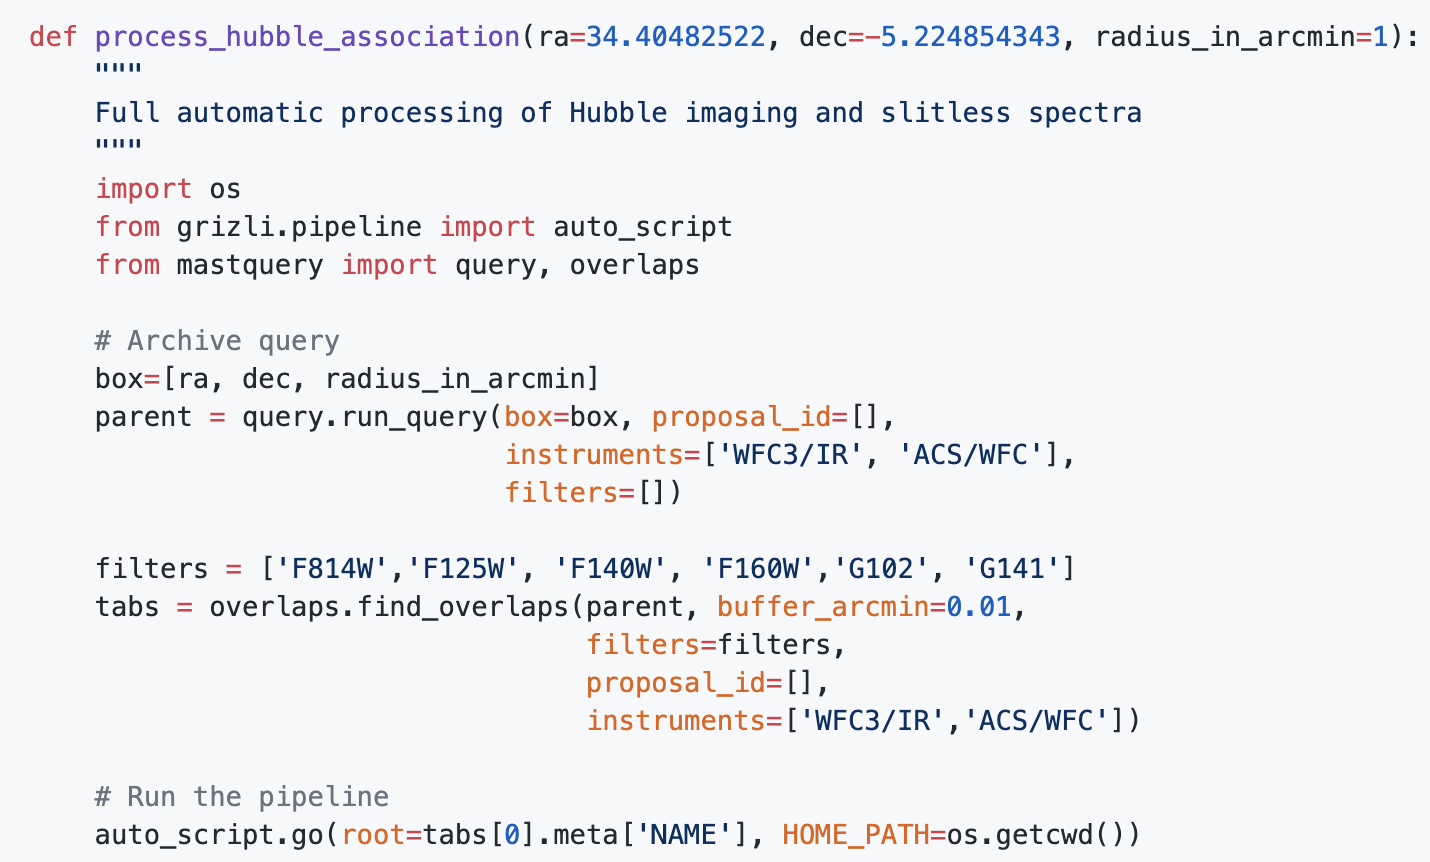 def process_hubble_association(ra=34.40482522, dec=-5.224854343, radius_in_arcmin=1):
    """
    Full automatic processing of Hubble imaging and slitless spectra
    """
    import os
    from grizli.pipeline import auto_script
    from mastquery import query, overlaps

    # Archive query
    box=[ra, dec, radius_in_arcmin]
    parent = query.run_query(box=box, proposal_id=[],
                             instruments=['WFC3/IR', 'ACS/WFC'],
                             filters=[])

    filters = ['F814W','F125W', 'F140W', 'F160W','G102', 'G141']
    tabs = overlaps.find_overlaps(parent, buffer_arcmin=0.01,
                                  filters=filters,
                                  proposal_id=[],
                                  instruments=['WFC3/IR','ACS/WFC'])

    # Run the pipeline
    auto_script.go(root=tabs[0].meta['NAME'], HOME_PATH=os.getcwd())